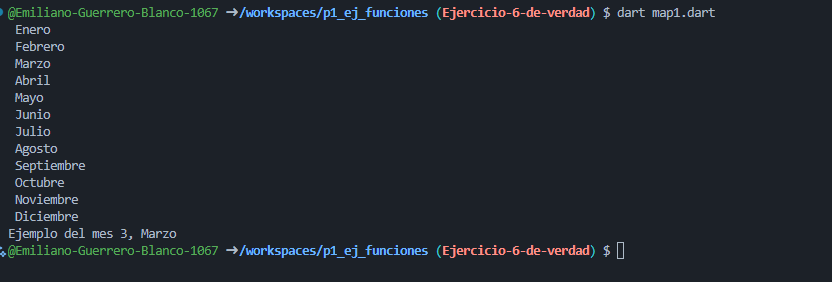 @Emiliano-Guerrero-Blanco-1067 ➜/workspaces/p1_ej_funciones (Ejercicio-6-de-verdad) $ dart map1.dart
Enero
Febrero
Marzo
Abril
Mayo
Junio
Julio
Agosto
Septiembre
Octubre
Noviembre
Diciembre
Ejemplo del mes 3, Marzo
@Emiliano-Guerrero-Blanco-1067 ➜/workspaces/p1_ej_funciones (Ejercicio-6-de-verdad) $